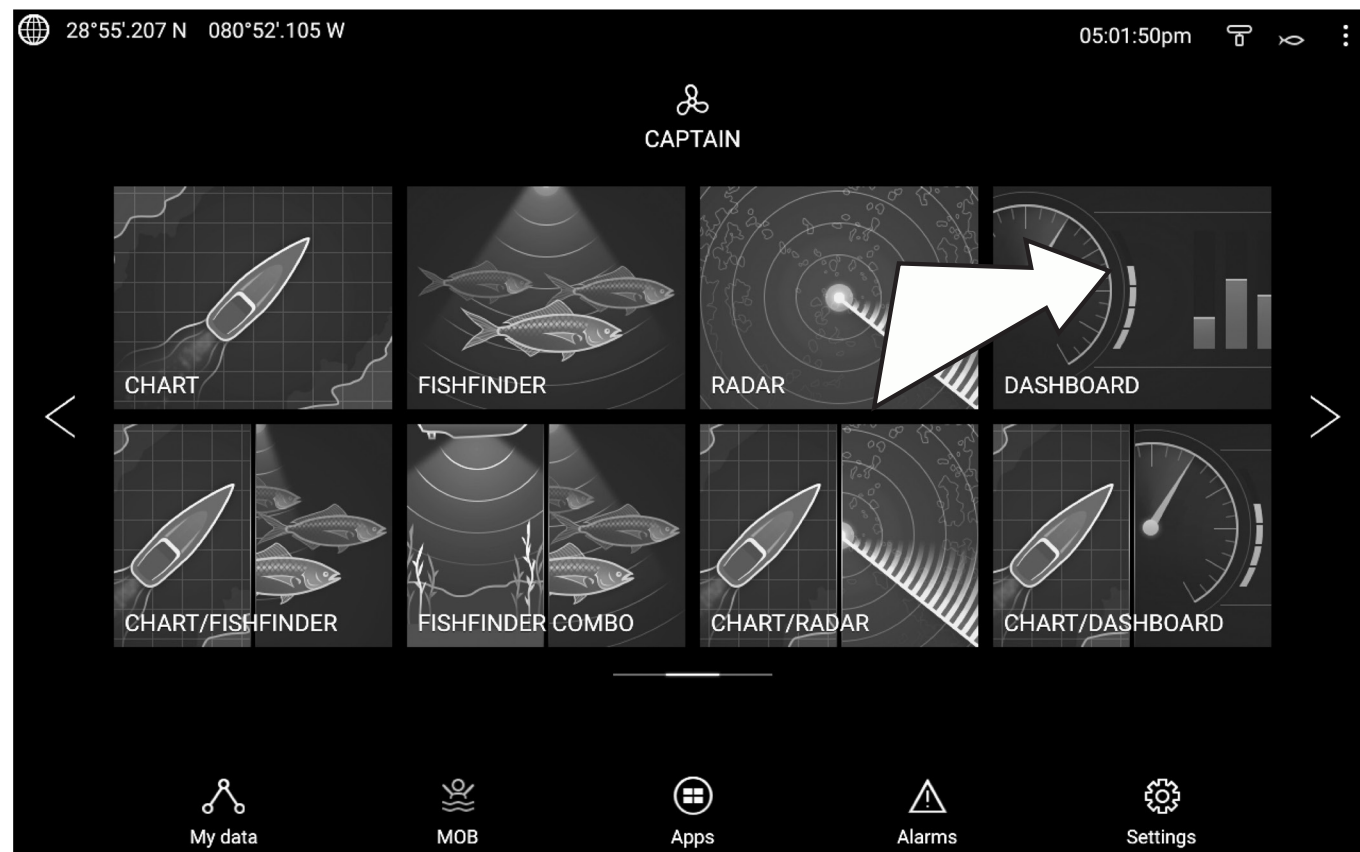 28°55'.207 N 080°52'.105 W
05:01:50pm
CAPTAIN
CHART
FISHFINDER
RADAR
DASHBOARD
CHART/FISHFINDER
FISHFINDER COMBO
CHART/RADAR
CHART/DASHBOARD
My data
MOB
Apps
Alarms
Settings